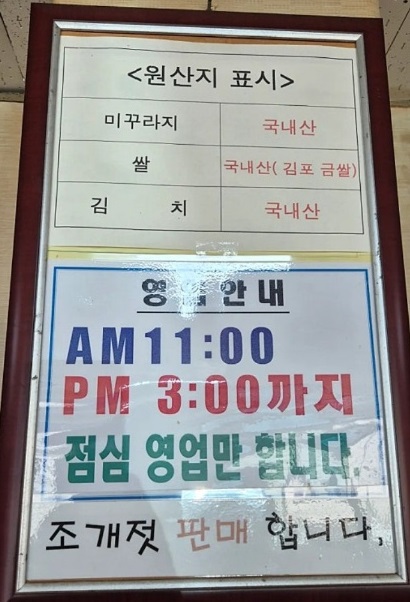 <원산지 표시>
미꾸라지 국내산
쌀 국내산( 김포 금쌀)
김 치 국내산
영업안내
AM11:00
PM 3:00까지
점심 영업만 합니다.
조개젓 판매 합니다,